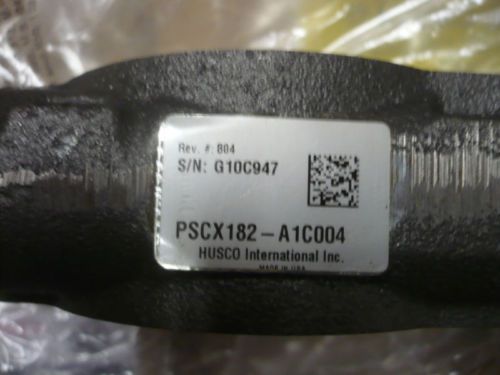 Rev. #: 804
S/N: G10C947
PSCX182-A1C004
HUSCO International Inc.
MADE IN USA